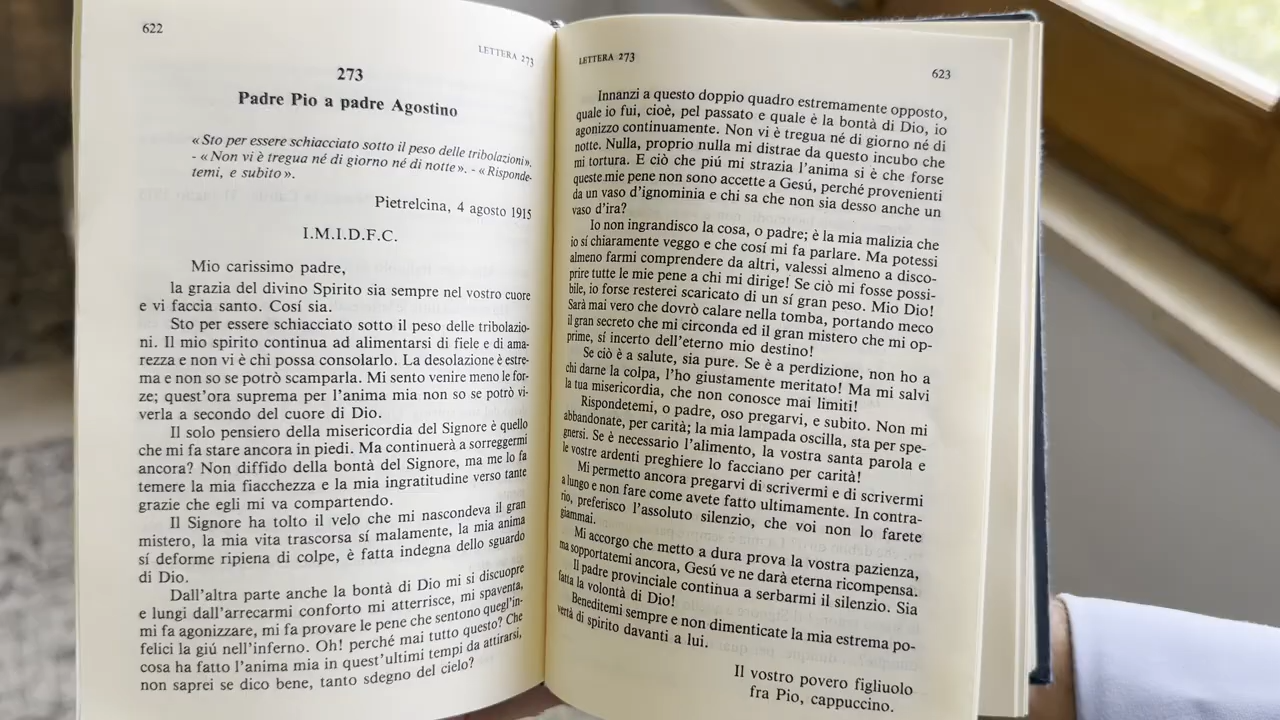 622
LETTERA 273
273
Padre Pio a padre Agostino
«Sto per essere schiacciato sotto il peso delle tribolazioni».
- «Non vi è tregua né di giorno né di notte». - «Risponde-
temi, e subito».
Pietrelcina, 4 agosto 1915
I.M.I.D.F.C.
Mio carissimo padre,
la grazia del divino Spirito sia sempre nel vostro cuore
e vi faccia santo. Cosí sia.
Sto per essere schiacciato sotto il peso delle tribolazio-
ni. Il mio spirito continua ad alimentarsi di fiele e di ama-
rezza e non vi è chi possa consolarlo. La desolazione è estre-
ma e non so se potrò scamparla. Mi sento venire meno le for-
ze; quest'ora suprema per l'anima mia non so se potrò vi-
verla a secondo del cuore di Dio.
Il solo pensiero della misericordia del Signore è quello
che mi fa stare ancora in piedi. Ma continuerà a sorreggermi
ancora? Non diffido della bontà del Signore, ma me lo fa
temere la mia fiacchezza e la mia ingratitudine verso tante
grazie che egli mi va compartendo.
Il Signore ha tolto il velo che mi nascondeva il gran
mistero, la mia vita trascorsa sí malamente, la mia anima
sí deforme ripiena di colpe, è fatta indegna dello sguardo
di Dio.
Dall'altra parte anche la bontà di Dio mi si discuopre
e lungi dall'arrecarmi conforto mi atterrisce, mi spaventa,
mi fa agonizzare, mi fa provare le pene che sentono quegl'in-
felici la giú nell'inferno. Oh! perché mai tutto questo? Che
cosa ha fatto l'anima mia in quest'ultimi tempi da attirarsi,
non saprei se dico bene, tanto sdegno del cielo?
LETTERA 273
623
Innanzi a questo doppio quadro estremamente opposto,
quale io fui, cioè, pel passato e quale è la bontà di Dio, io
agonizzo continuamente. Non vi è tregua né di giorno né di
notte. Nulla, proprio nulla mi distrae da questo incubo che
mi tortura. E ciò che piú mi strazia l'anima si è che forse
queste mie pene non sono accette a Gesú, perché provenienti
da un vaso d'ignominia e chi sa che non sia desso anche un
vaso d'ira?
Io non ingrandisco la cosa, o padre; è la mia malizia che
io sí chiaramente veggo e che cosí mi fa parlare. Ma potessi
almeno farmi comprendere da altri, valessi almeno a disco-
prire tutte le mie pene a chi mi dirige! Se ciò mi fosse possi-
bile, io forse resterei scaricato di un sí gran peso. Mio Dio!
Sarà mai vero che dovrò calare nella tomba, portando meco
il gran secreto che mi circonda ed il gran mistero che mi op-
prime, sí incerto dell'eterno mio destino!
Se ciò è a salute, sia pure. Se è a perdizione, non ho a
chi darne la colpa, l'ho giustamente meritato! Ma mi salvi
la tua misericordia, che non conosce mai limiti!
Rispondetemi, o padre, oso pregarvi, e subito. Non mi
abbandonate, per carità; la mia lampada oscilla, sta per spe-
gnersi. Se è necessario l'alimento, la vostra santa parola e
le vostre ardenti preghiere lo facciano per carità!
Mi permetto ancora pregarvi di scrivermi e di scrivermi
a lungo e non fare come avete fatto ultimamente. In contra-
rio, preferisco l'assoluto silenzio, che voi non lo farete
giammai.
Mi accorgo che metto a dura prova la vostra pazienza,
ma sopportatemi ancora, Gesú ve ne darà eterna ricompensa.
Il padre provinciale continua a serbarmi il silenzio. Sia
fatta la volontà di Dio!
Beneditemi sempre e non dimenticate la mia estrema po-
vertà di spirito davanti a lui.
Il vostro povero figliuolo
fra Pio, cappuccino.